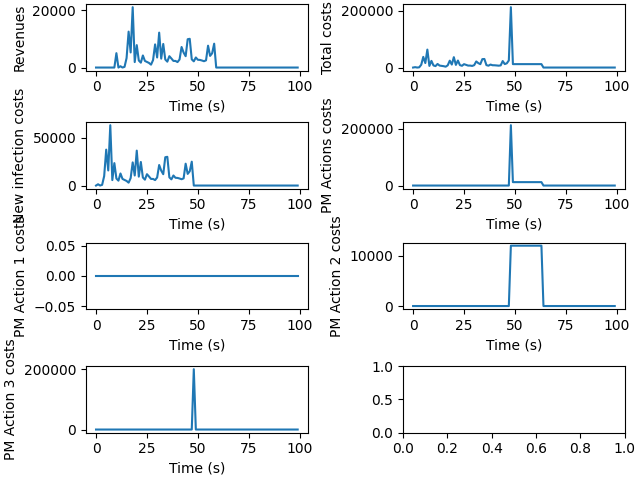 Revenues
20000
0
0 25 50 75 100
Time (s)
Total costs
200000
0
0 25 50 75 100
Time (s)
New infection costs
50000
0
0 25 50 75 100
Time (s)
PM Actions costs
200000
0
0 25 50 75 100
Time (s)
PM Action 1 costs
0.05
0.00
−0.05
0 25 50 75 100
Time (s)
PM Action 2 costs
10000
0
0 25 50 75 100
Time (s)
PM Action 3 costs
200000
0
0 25 50 75 100
Time (s)
1.0
0.5
0.0
0.0 0.2 0.4 0.6 0.8 1.0